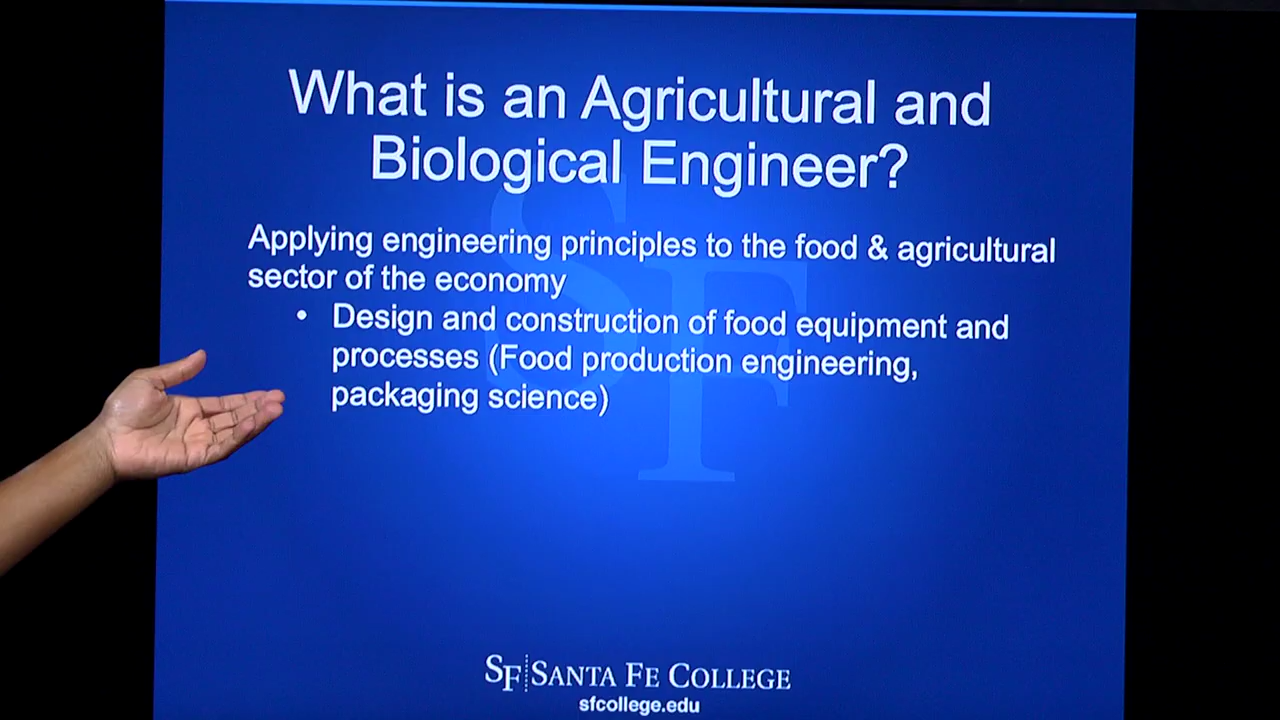 What is an Agricultural and
Biological Engineer?
Applying engineering principles to the food & agricultural
sector of the economy
• Design and construction of food equipment and
processes (Food production engineering,
packaging science)
SF
SF SANTA FE COLLEGE
sfcollege.edu